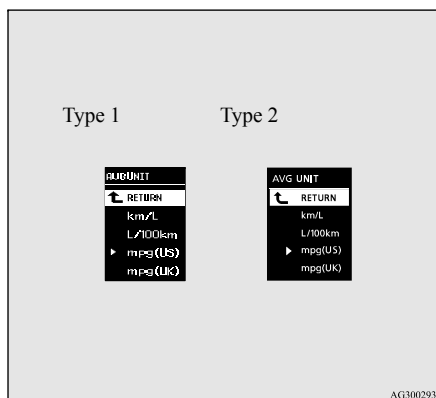 Type 1
AVG UNIT
RETURN
km/L
L/100km
mpg(US)
mpg(UK)
Type 2
AVG UNIT
RETURN
km/L
L/100km
mpg(US)
mpg(UK)
AG300293